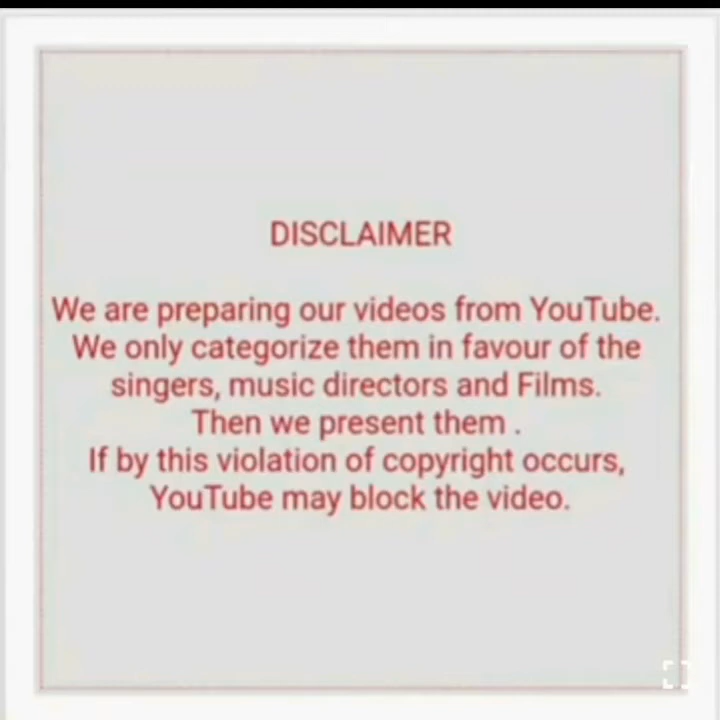 DISCLAIMER
We are preparing our videos from YouTube.
We only categorize them in favour of the
singers, music directors and Films.
Then we present them .
If by this violation of copyright occurs,
YouTube may block the video.